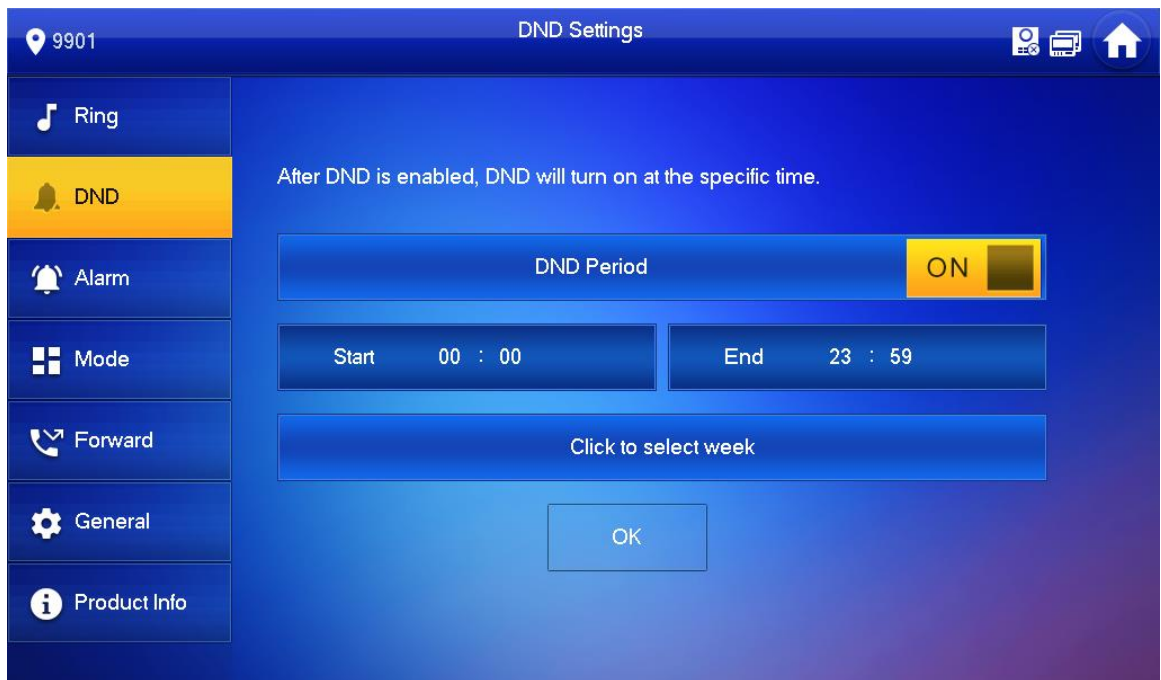 9901
DND Settings
Ring
DND
Alarm
Mode
Forward
General
Product Info
After DND is enabled, DND will turn on at the specific time.
DND Period ON
Start 00 : 00 End 23 : 59
Click to select week
OK